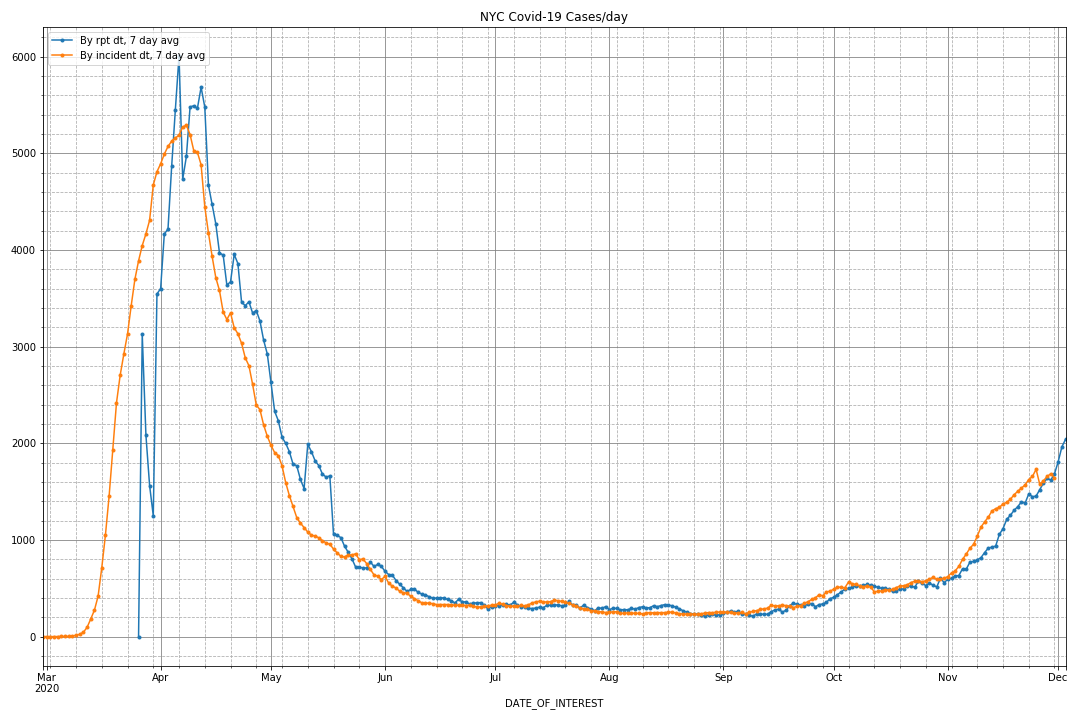 NYC Covid-19 Cases/day
By rpt dt, 7 day avg
By incident dt, 7 day avg
6000
5000
4000
3000
2000
1000
0
Mar Apr May Jun Jul Aug Sep Oct Nov Dec
2020
DATE_OF_INTEREST